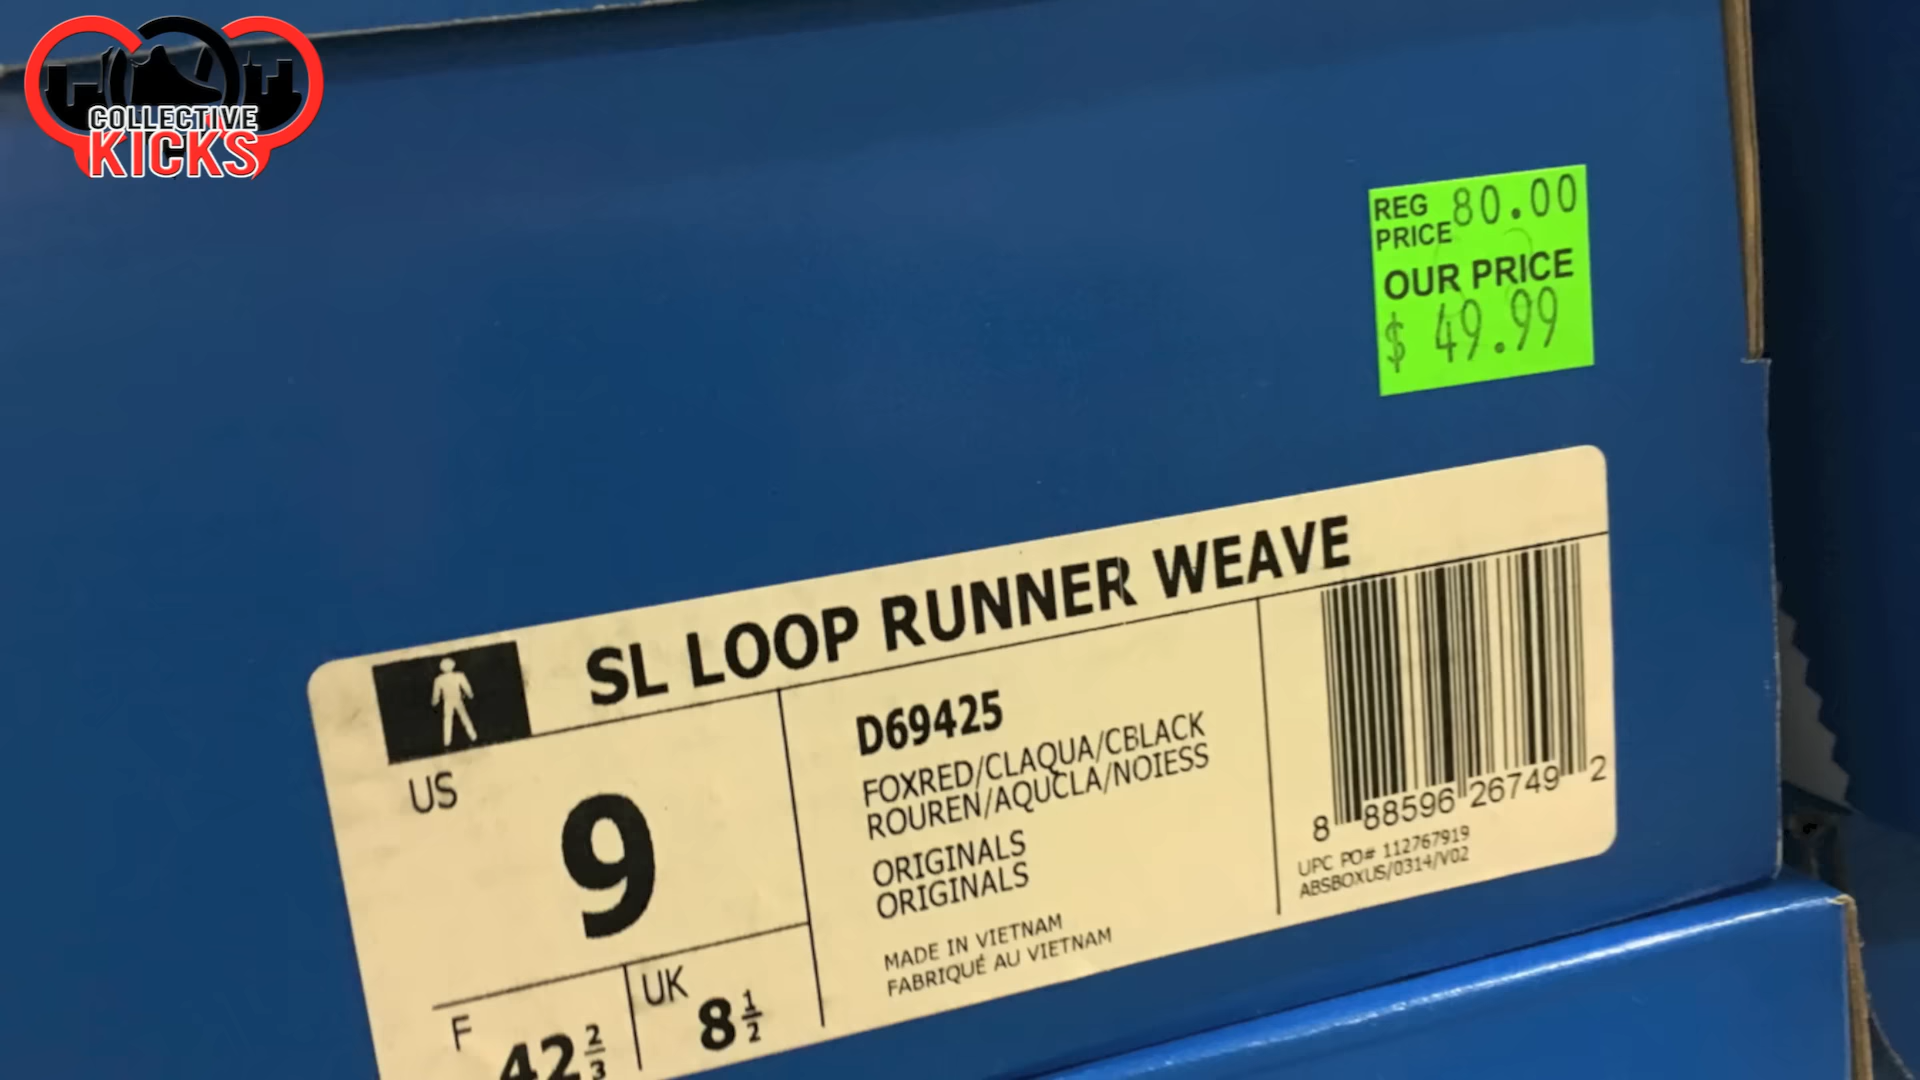 COLLECTIVE
KICKS
REG PRICE 80.00
OUR PRICE
$ 49.99
SL LOOP RUNNER WEAVE
US
9
F
42 2/3
UK
8 1/2
D69425
FOXRED/CLAQUA/CBLACK
ROUREN/AQUCLA/NOIESS
ORIGINALS
ORIGINALS
MADE IN VIETNAM
FABRIQUÉ AU VIETNAM
8 88596 26749 2
UPC PO# 112767919
ABSBOXUS/0314/V02